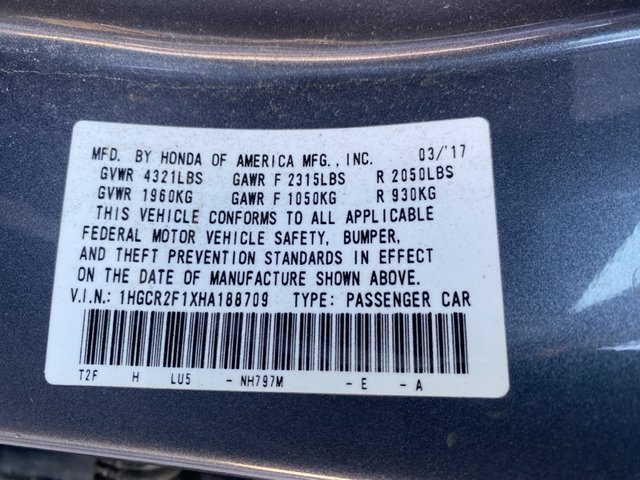 MFD. BY HONDA OF AMERICA MFG., INC. 03/'17
GVWR 4321LBS GAWR F 2315LBS R 2050LBS
GVWR 1960KG GAWR F 1050KG R 930KG
THIS VEHICLE CONFORMS TO ALL APPLICABLE
FEDERAL MOTOR VEHICLE SAFETY, BUMPER,
AND THEFT PREVENTION STANDARDS IN EFFECT
ON THE DATE OF MANUFACTURE SHOWN ABOVE.
V.I.N.: 1HGCR2F1XHA188709 TYPE: PASSENGER CAR
T2F H LU5 - NH797M - E - A